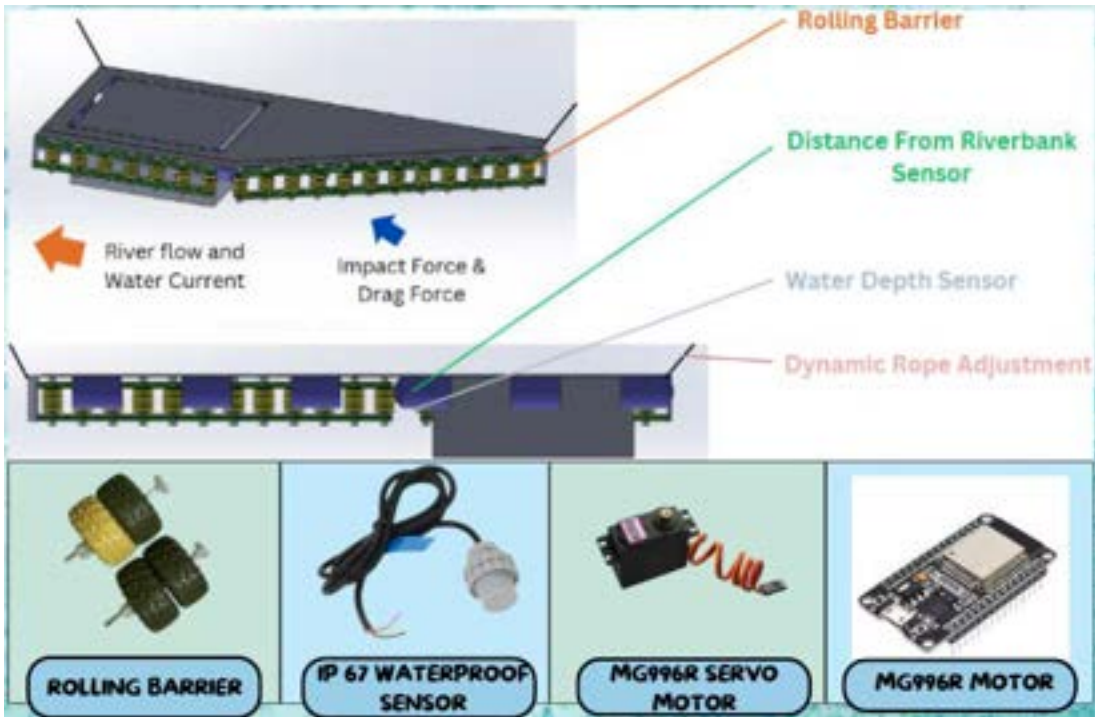 Rolling Barrier
Distance From Riverbank
Sensor
River flow and
Water Current
Impact Force &
Drag Force
Water Depth Sensor
Dynamic Rope Adjustment
ROLLING BARRIER
IP 67 WATERPROOF
SENSOR
MG996R SERVO
MOTOR
MG996R MOTOR